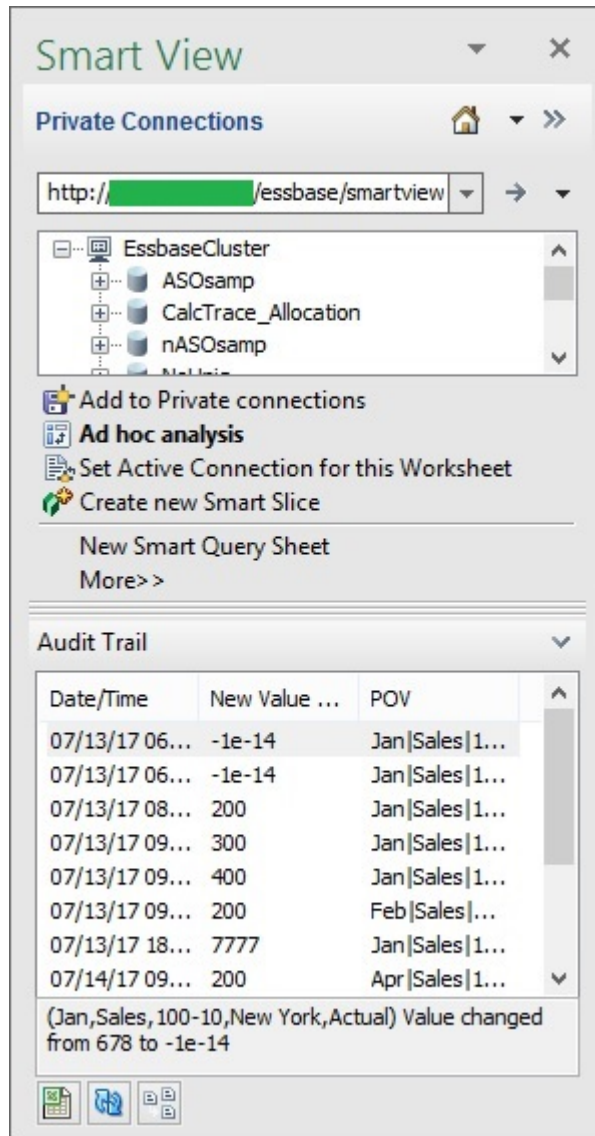 Smart View
Private Connections
http:// /essbase/smartview
EssbaseCluster
ASOsamp
CalcTrace_Allocation
nASOsamp
Add to Private connections
Ad hoc analysis
Set Active Connection for this Worksheet
Create new Smart Slice
New Smart Query Sheet
More>>
Audit Trail
Date/Time New Value ... POV
07/13/17 06... -1e-14 Jan|Sales|1...
07/13/17 06... -1e-14 Jan|Sales|1...
07/13/17 08... 200 Jan|Sales|1...
07/13/17 09... 300 Jan|Sales|1...
07/13/17 09... 400 Jan|Sales|1...
07/13/17 09... 200 Feb|Sales|...
07/13/17 18... 7777 Jan|Sales|1...
07/14/17 09... 200 Apr|Sales|1...
(Jan,Sales,100-10,New York,Actual) Value changed
from 678 to -1e-14